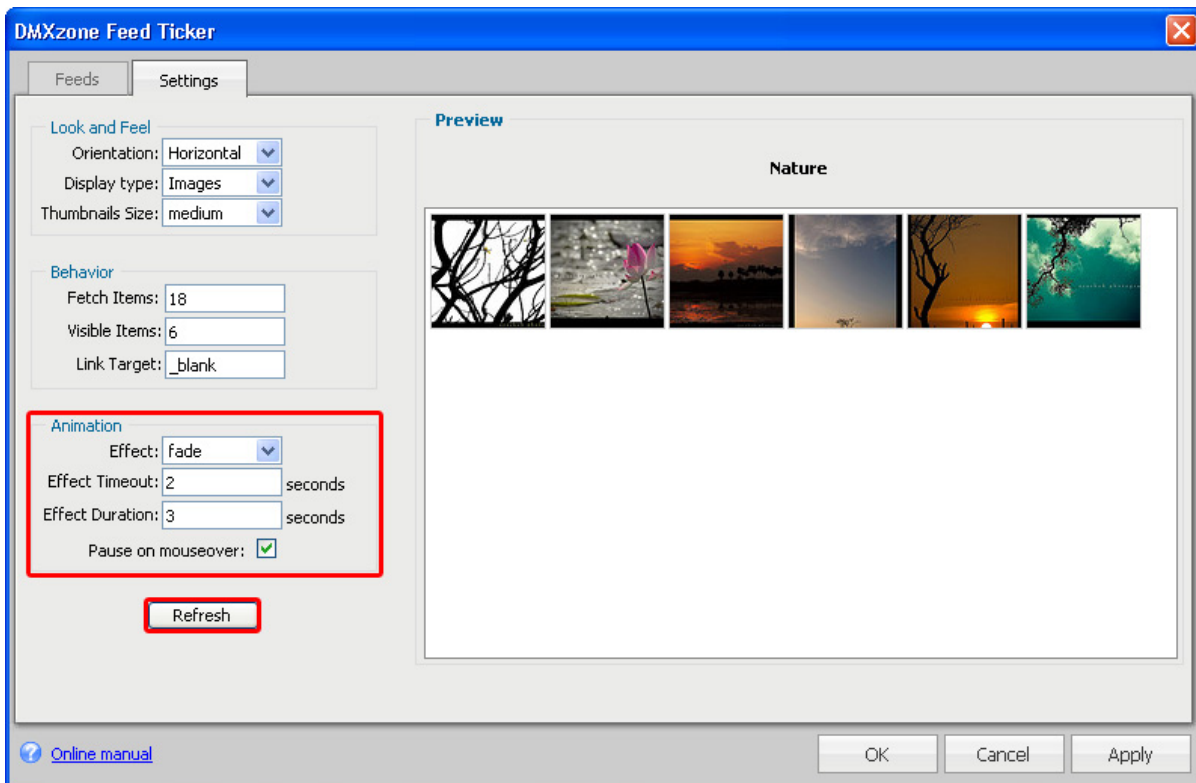 DMXzone Feed Ticker
Feeds
Settings
Look and Feel
Orientation: Horizontal
Display type: Images
Thumbnails Size: medium
Behavior
Fetch Items: 18
Visible Items: 6
Link Target: _blank
Animation
Effect: fade
Effect Timeout: 2 seconds
Effect Duration: 3 seconds
Pause on mouseover:
Refresh
Preview
Nature
Online manual
OK
Cancel
Apply